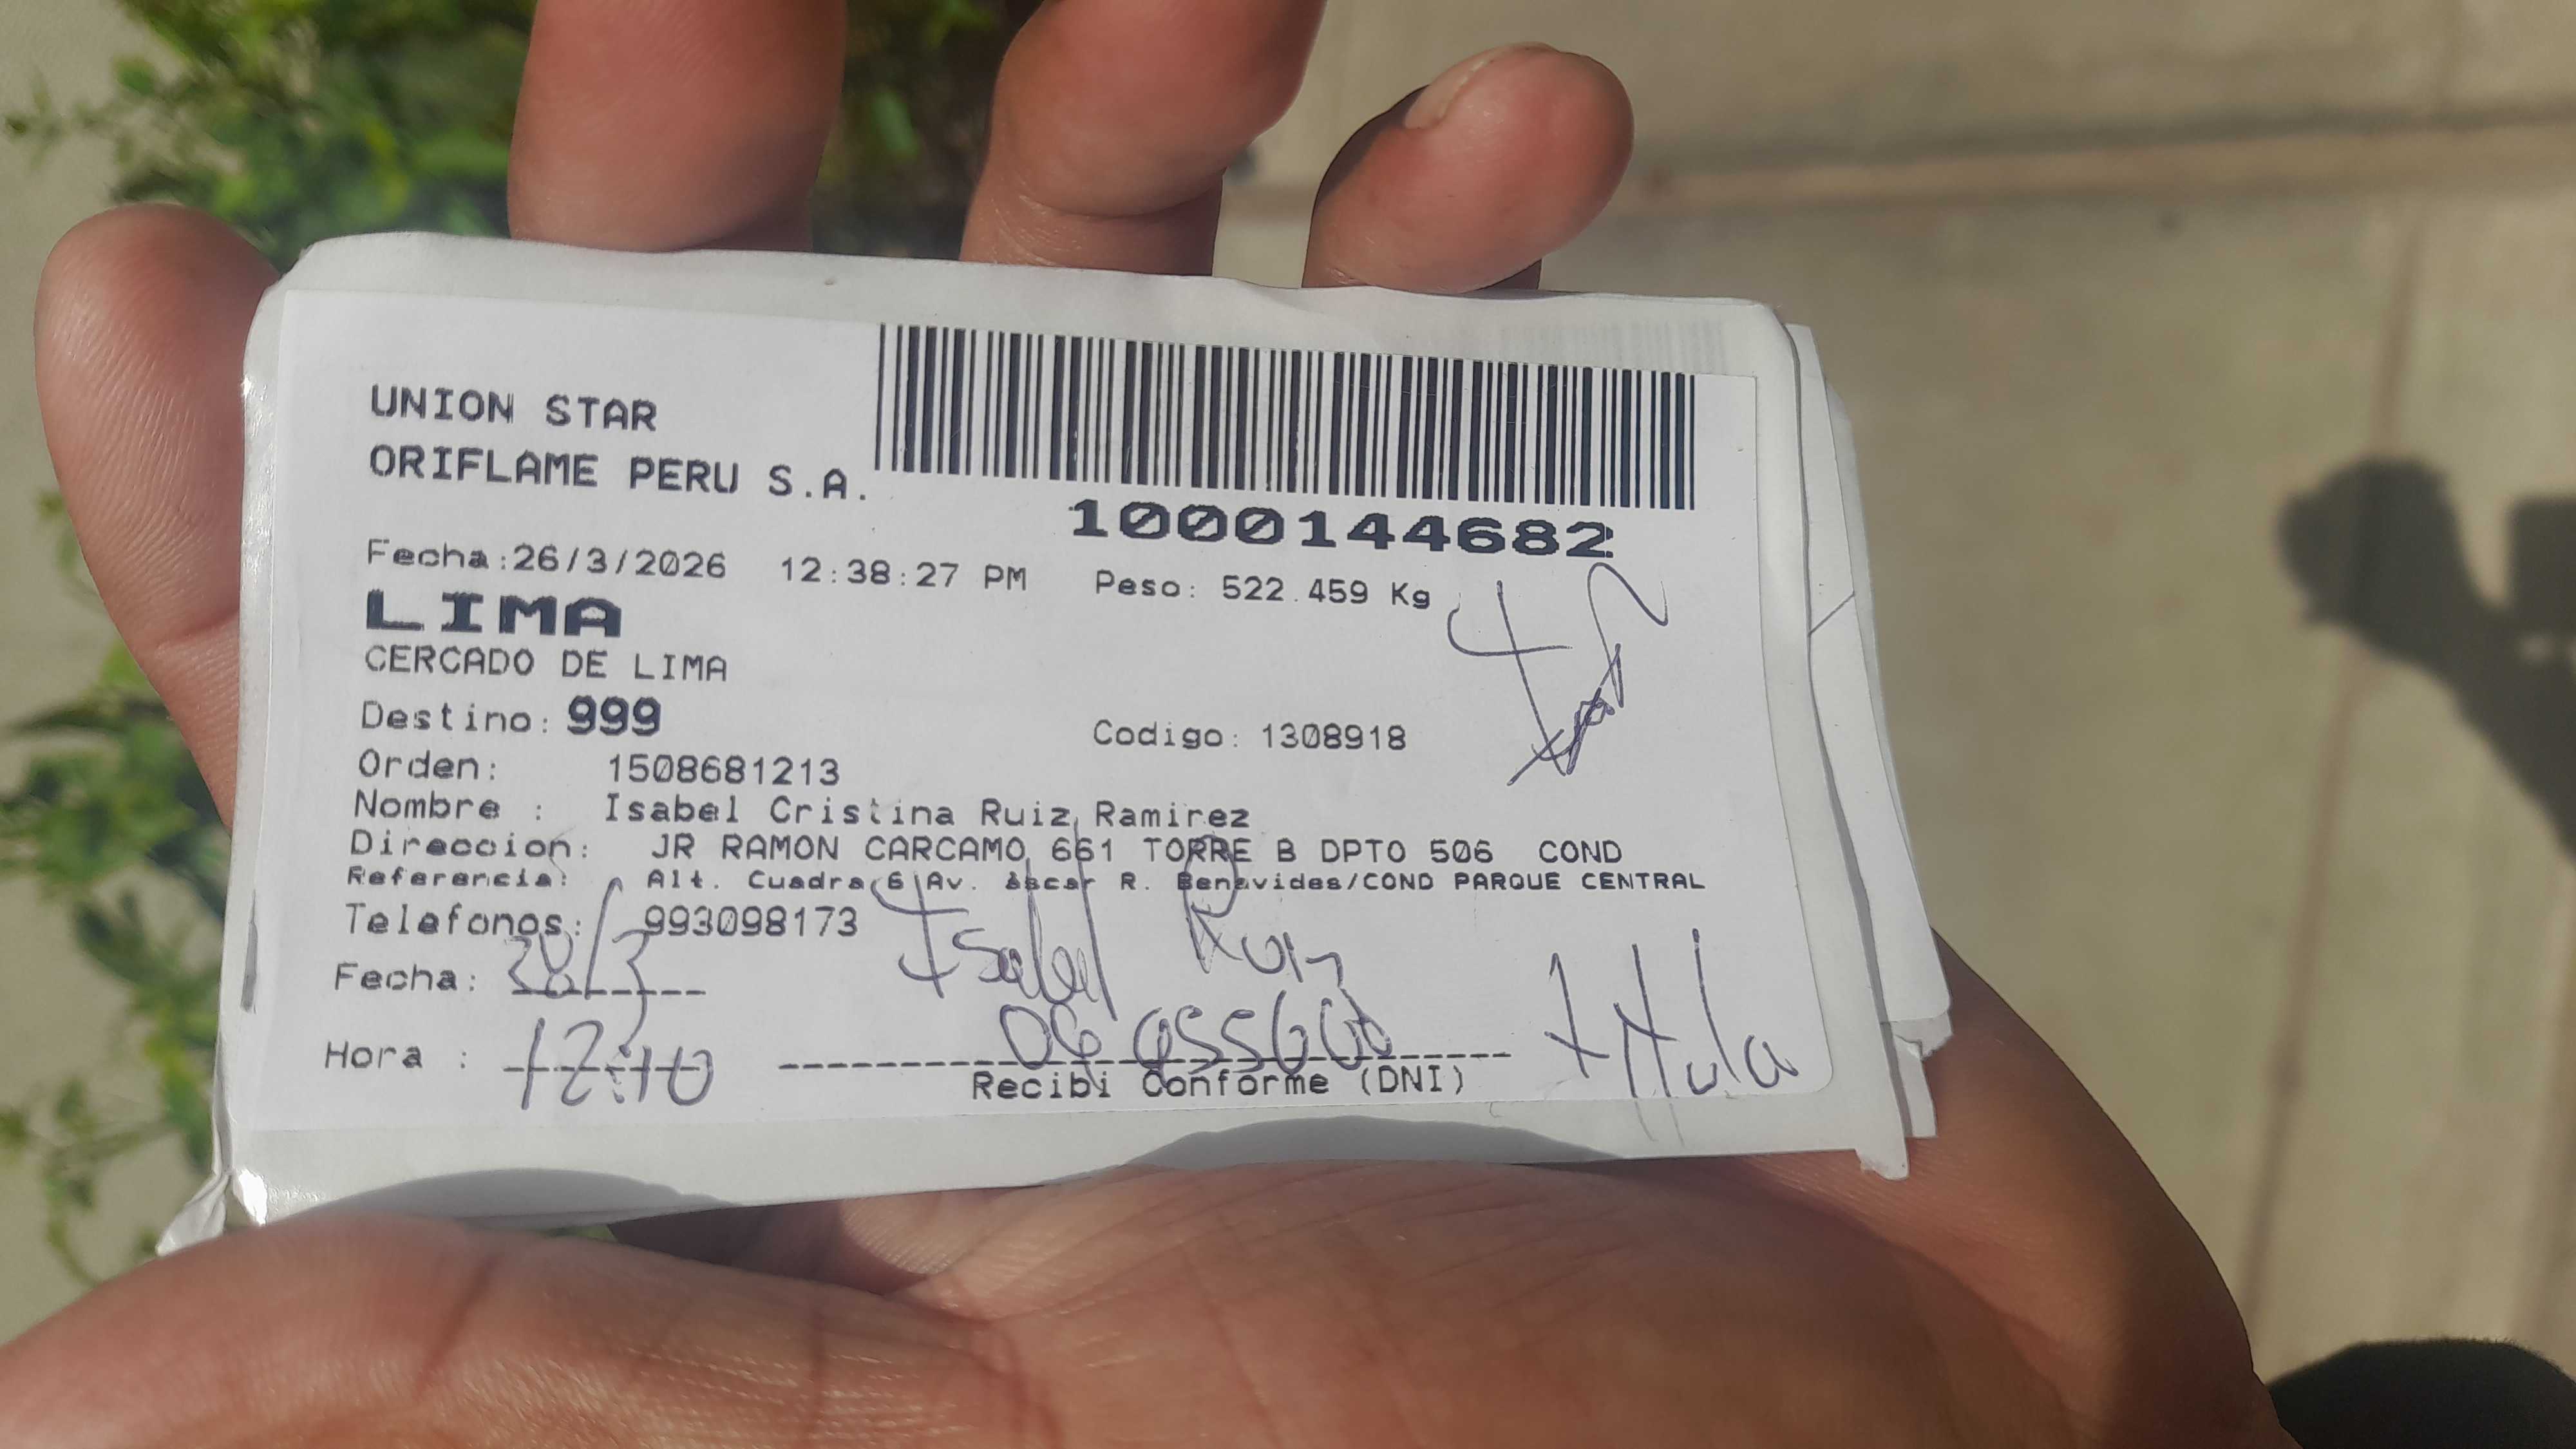 UNION STAR
ORIFLAME PERU S.A.
1000144682
Fecha:26/3/2026 12:38:27 PM Peso: 522.459 Kg
LIMA
CERCADO DE LIMA
Destino: 999 Codigo: 1308918
Orden: 1508681213
Nombre : Isabel Cristina Ruiz Ramirez
Direccion: JR RAMON CARCAMO 661 TORRE B DPTO 506 COND
Referencia: Alt. Cuadra 6 Av. áscar R. Benavides/COND PARQUE CENTRAL
Telefonos: 993098173
Fecha: 28/3 Isabel Ruiz
Hora : 12:10
Recibi Conforme (DNI)